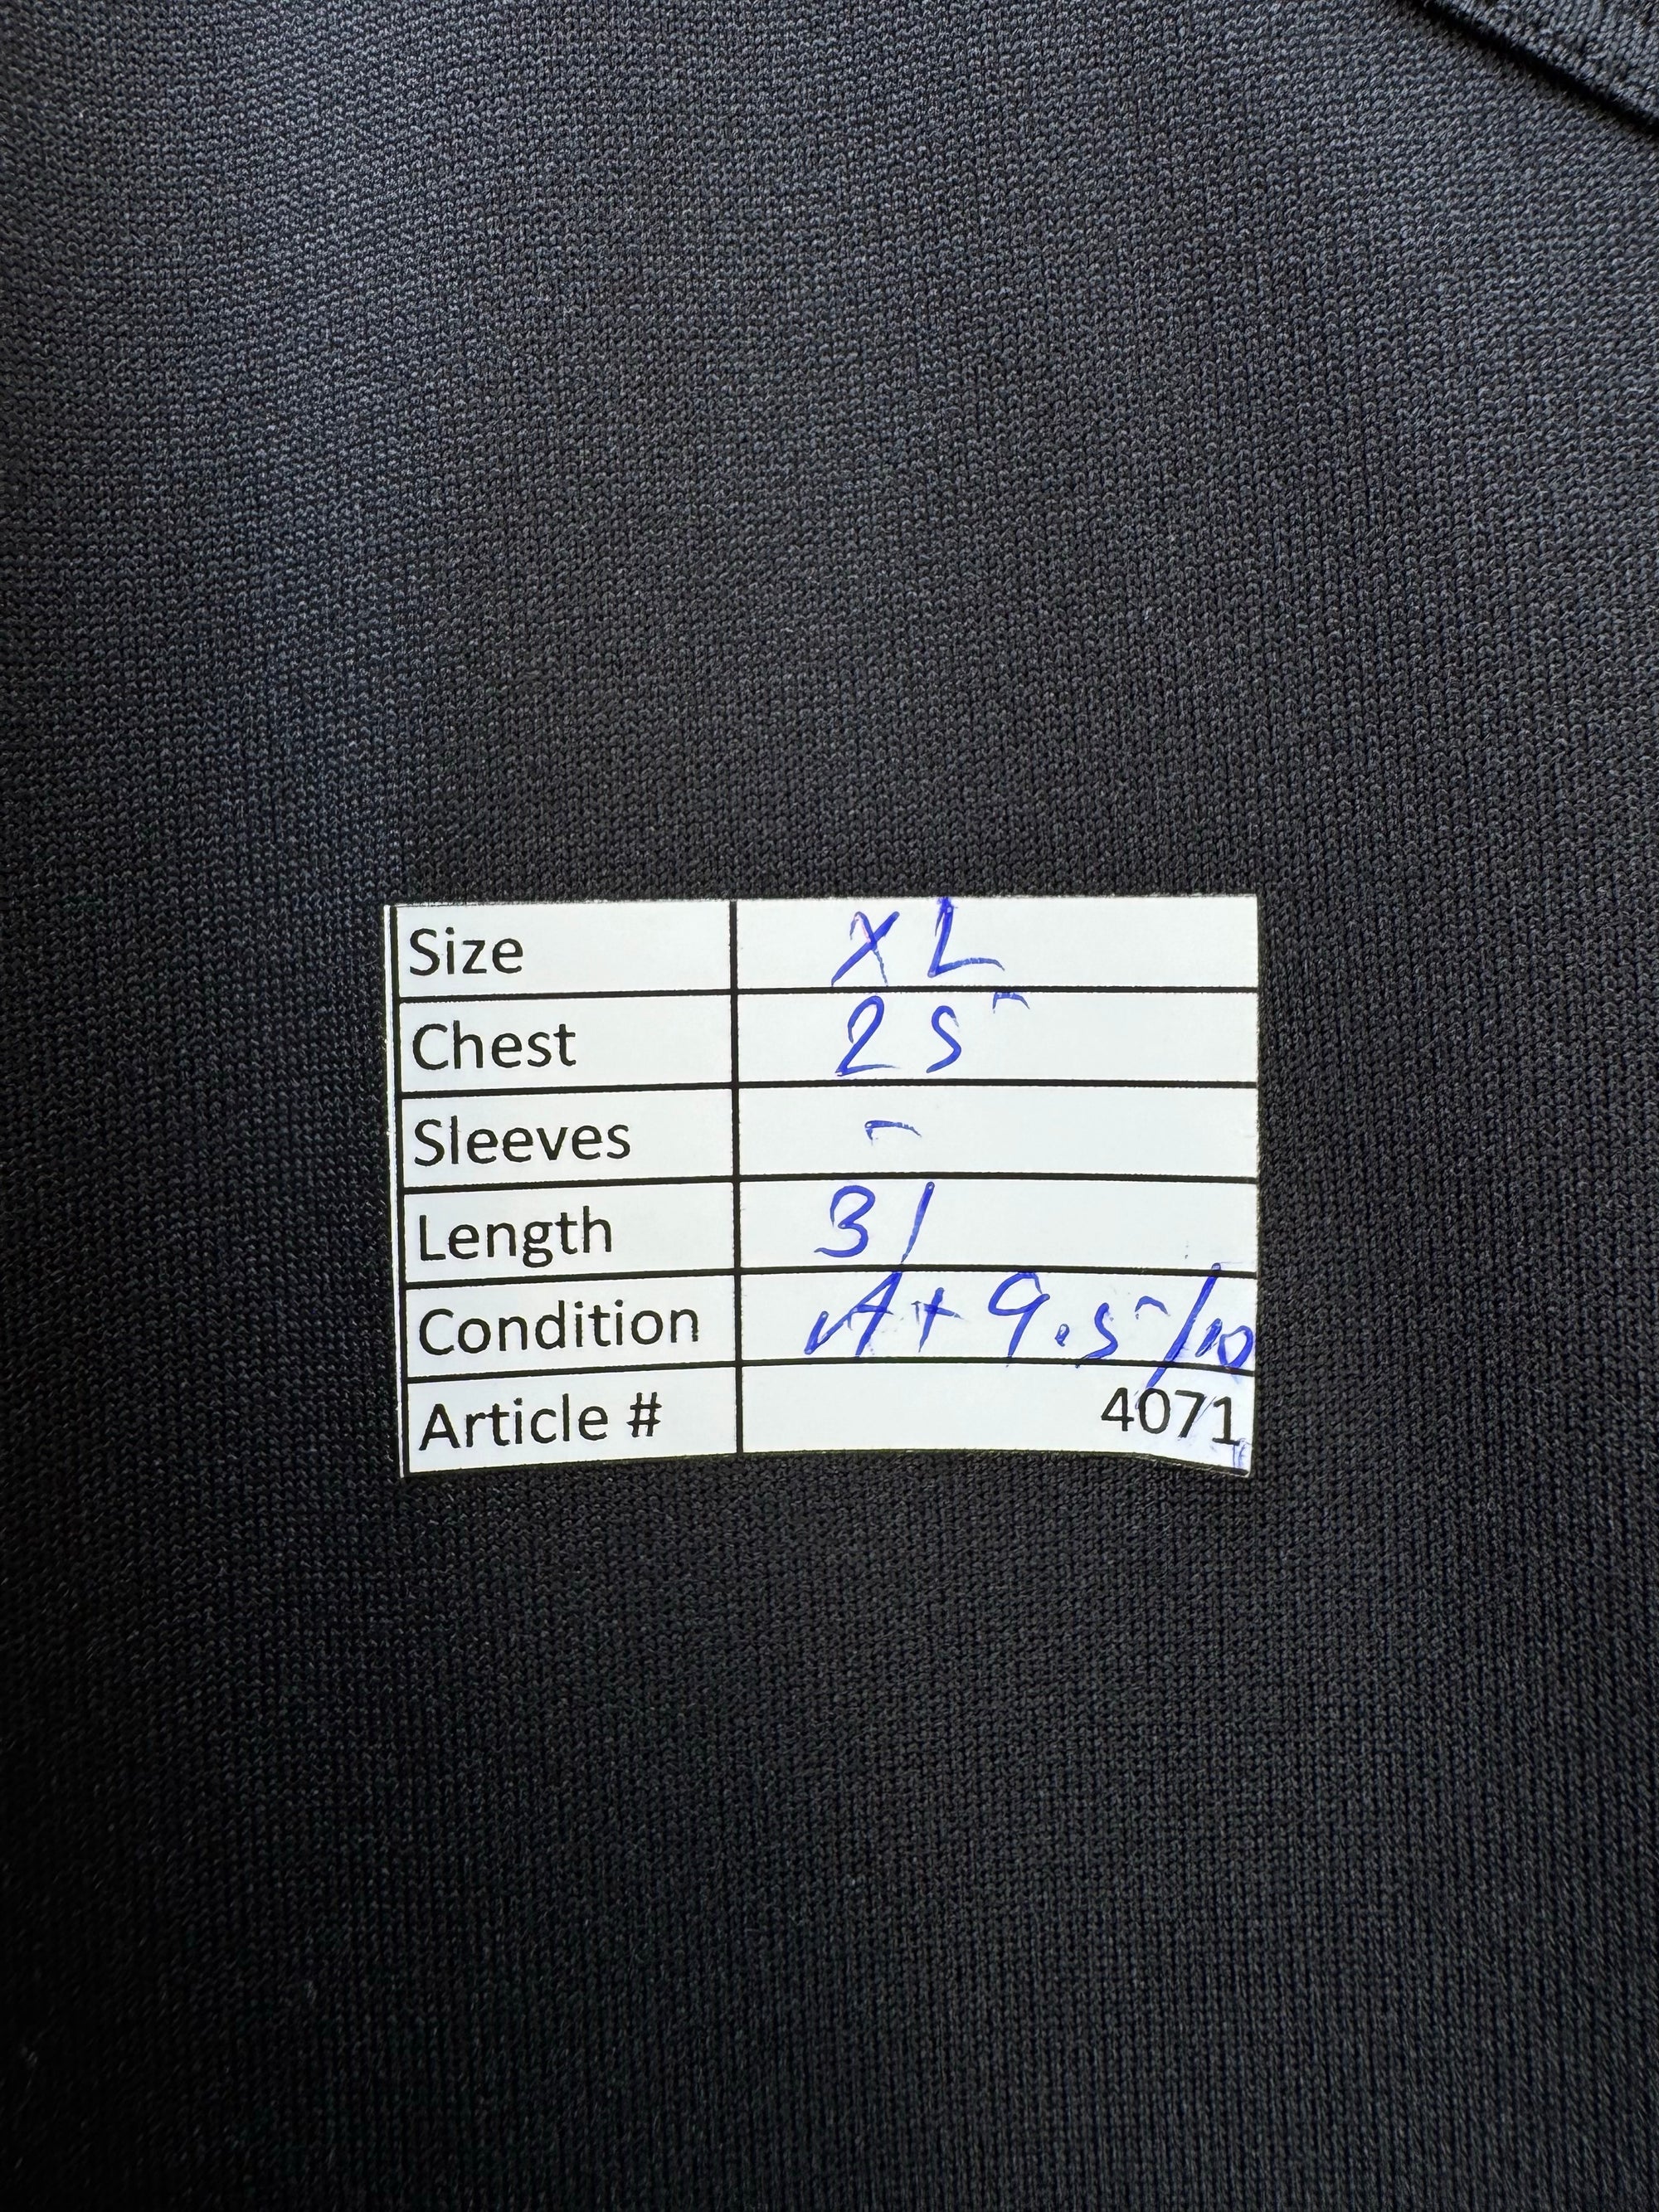 Size XL
Chest 25
Sleeves -
Length 31
Condition A+ 9.5/10
Article # 4071